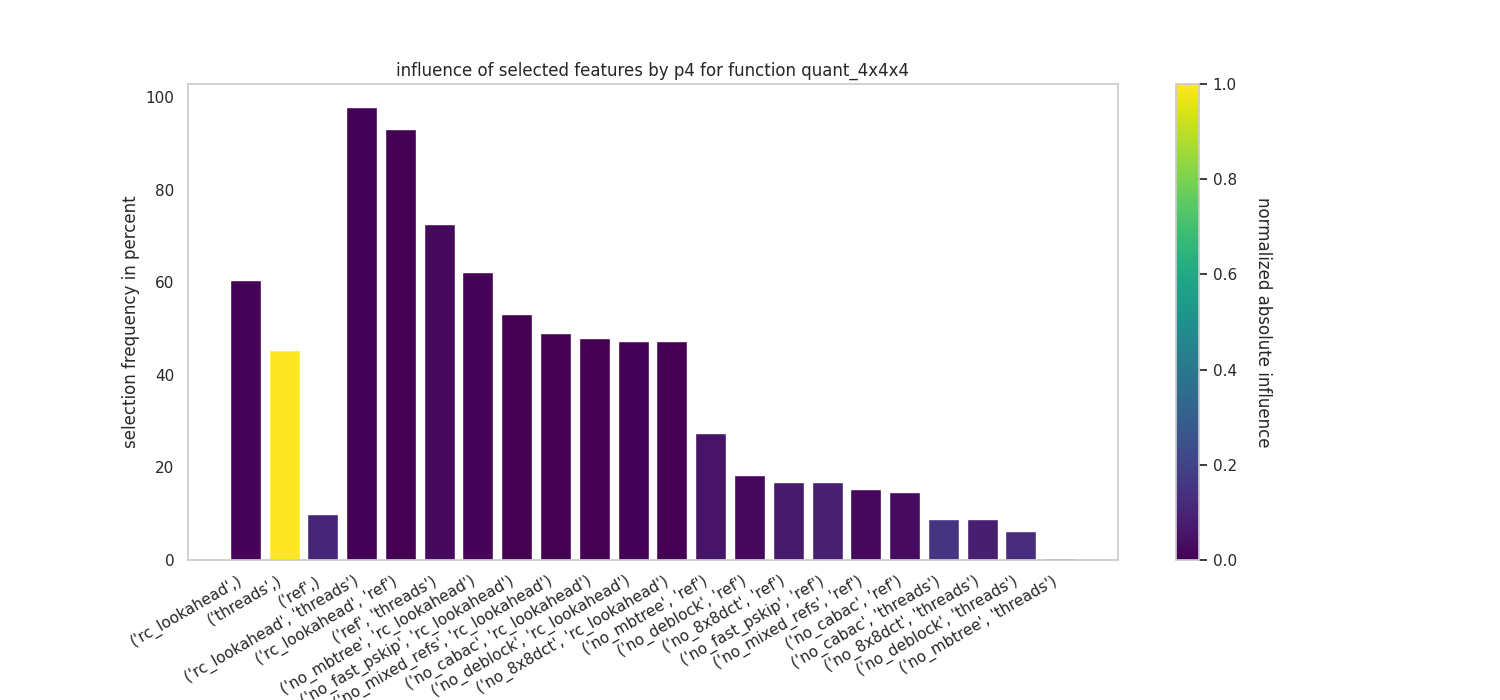 influence of selected features by p4 for function quant_4x4x4
selection frequency in percent
100
80
60
40
20
0
('rc_lookahead',)
('threads',)
('ref',)
('rc_lookahead', 'threads')
('rc_lookahead', 'ref')
('ref', 'threads')
('no_mbtree', 'rc_lookahead')
('no_fast_pskip', 'rc_lookahead')
'no_mixed_refs', 'rc_lookahead')
('no_cabac', 'rc_lookahead')
('no_deblock', 'rc_lookahead')
('no_8x8dct', 'rc_lookahead')
('no_mbtree', 'ref')
('no_deblock', 'ref')
('no_8x8dct', 'ref')
('no_fast_pskip', 'ref')
('no_mixed_refs', 'ref')
('no_cabac', 'ref')
('no_cabac', 'threads')
('no_8x8dct', 'threads')
('no_deblock', 'threads')
('no_mbtree', 'threads')
1.0
0.8
0.6
0.4
0.2
0.0
normalized absolute influence